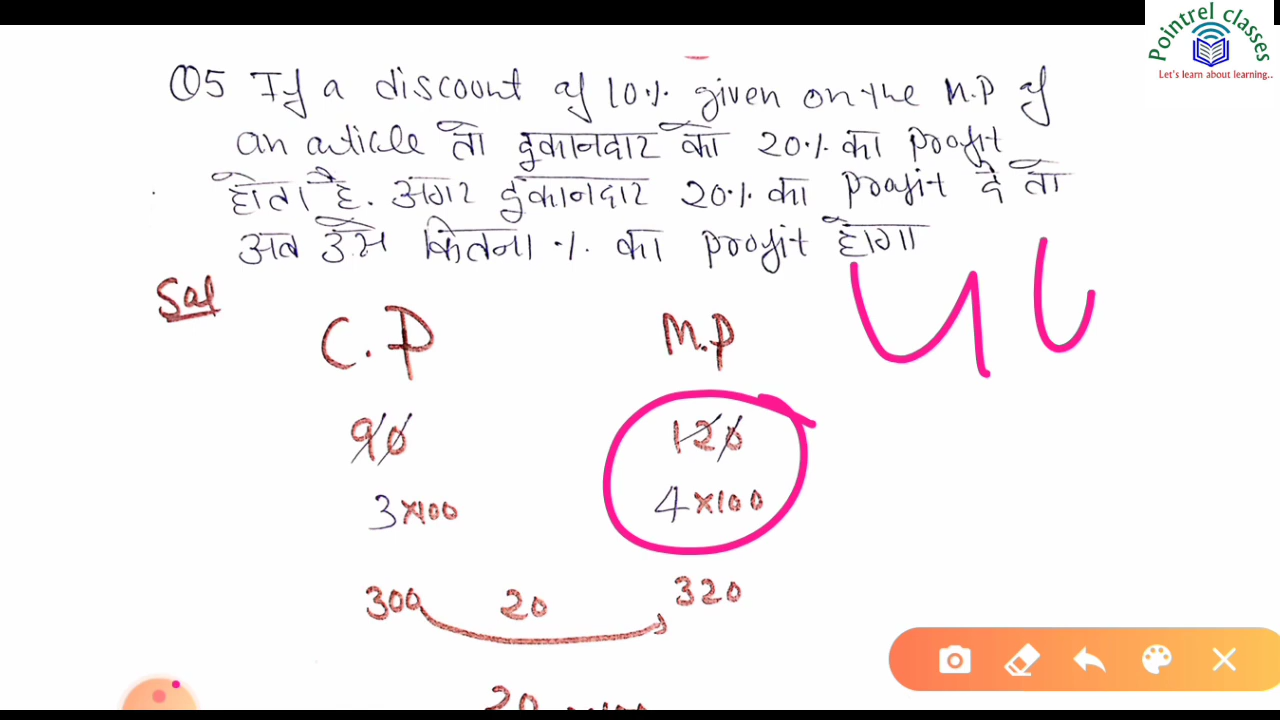 Pointrel classes
Let's learn about learning..
Q5 If a discount of 10% given on the M.P of
an article तो दुकानदार को 20% का profit
होता है. अगर दुकानदार 20% का profit दे तो
अब उसे कितना % का profit होगा
Sol
C.P M.P
90 120
3×100 4×100
300 20 320
20 ×100